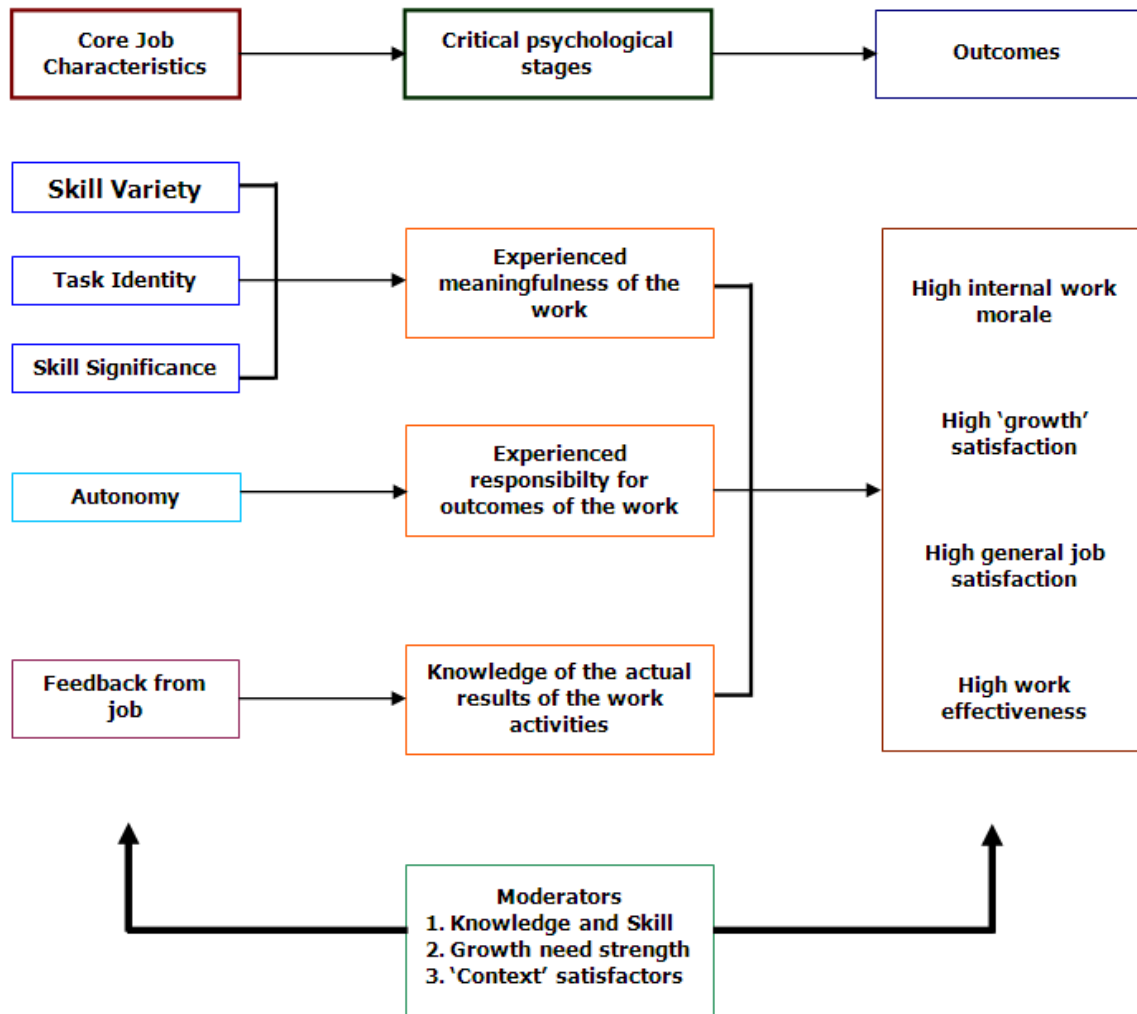 Core Job
Characteristics
Critical psychological
stages
Outcomes
Skill Variety
Task Identity
Skill Significance
Experienced
meaningfulness of the
work
High internal work
morale
High ‘growth’
satisfaction
Autonomy
Experienced
responsibilty for
outcomes of the work
High general job
satisfaction
Feedback from
job
Knowledge of the actual
results of the work
activities
High work
effectiveness
Moderators
1. Knowledge and Skill
2. Growth need strength
3. ‘Context’ satisfactors